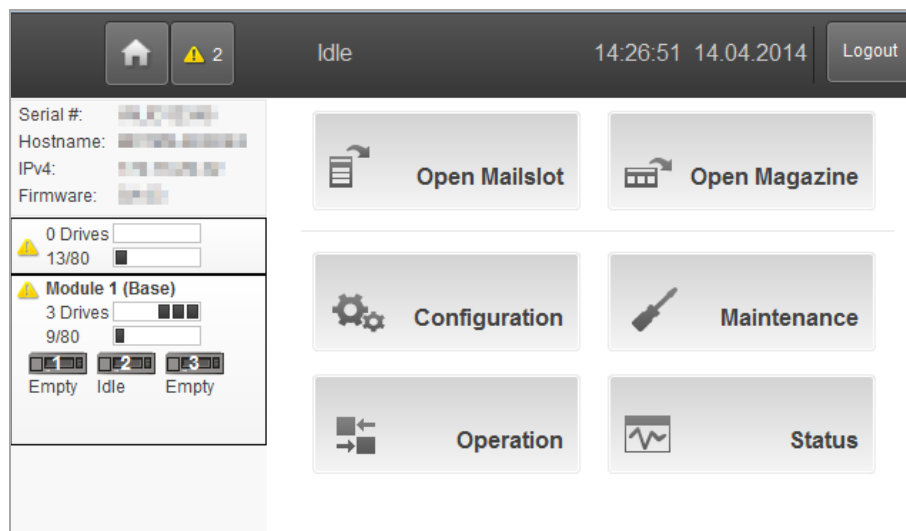 2 Idle 14:26:51 14.04.2014 Logout
Serial #:
Hostname:
IPv4:
Firmware:
0 Drives
13/80
Module 1 (Base)
3 Drives
9/80
1 2 3
Empty Idle Empty
Open Mailslot Open Magazine
Configuration Maintenance
Operation Status